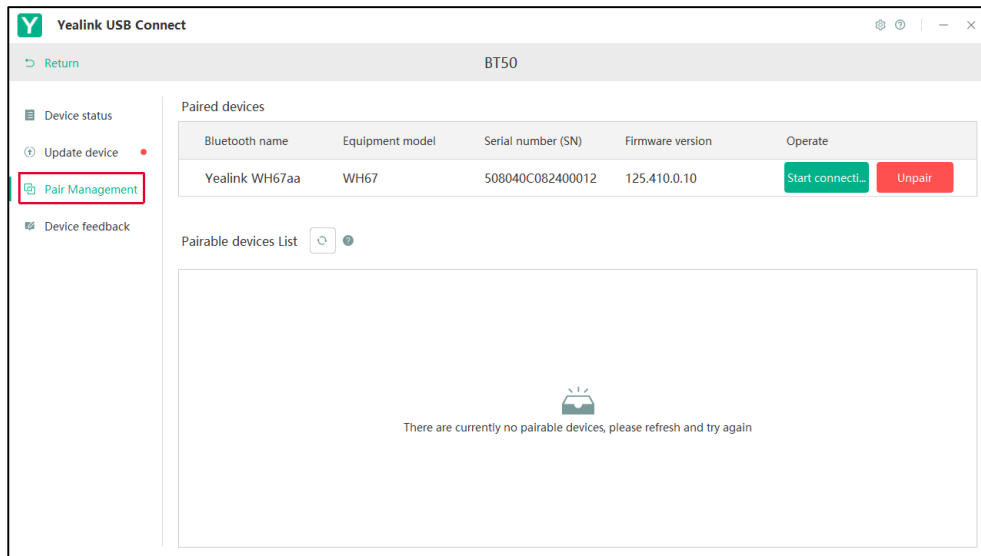 Y Yealink USB Connect
Return BT50
Device status
Update device
Pair Management
Device feedback
Paired devices
Bluetooth name Equipment model Serial number (SN) Firmware version Operate
Yealink WH67aa WH67 508040C082400012 125.410.0.10 Start connecti... Unpair
Pairable devices List
There are currently no pairable devices, please refresh and try again